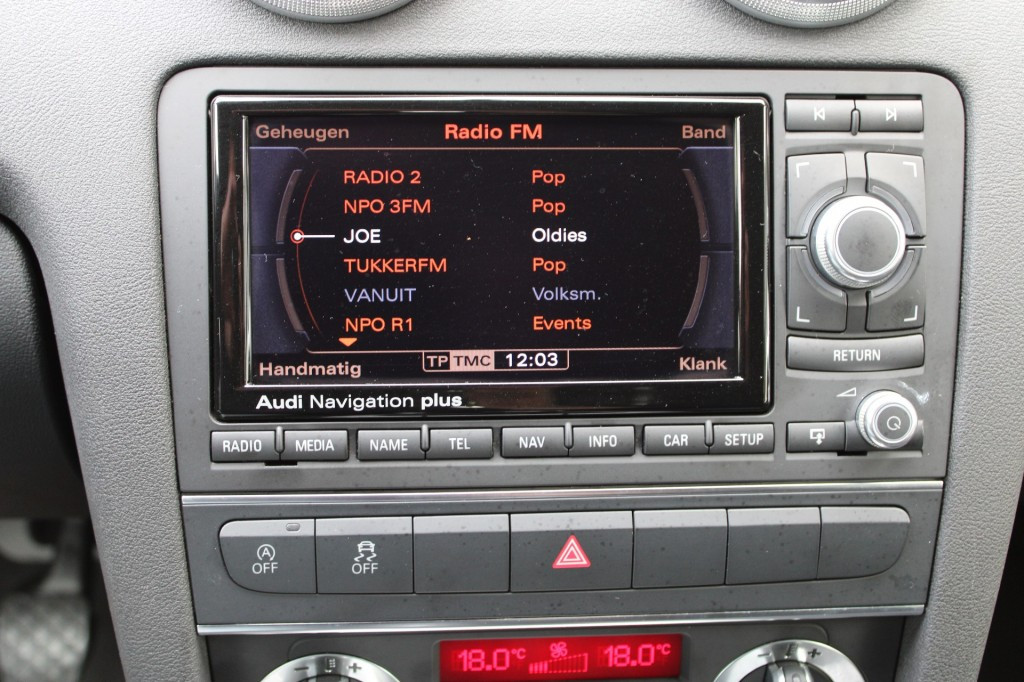 Geheugen Radio FM Band
RADIO 2 Pop
NPO 3FM Pop
JOE Oldies
TUKKERFM Pop
VANUIT Volksm.
NPO R1 Events
Handmatig TP TMC 12:03 Klank
Audi Navigation plus
RETURN
RADIO MEDIA NAME TEL NAV INFO CAR SETUP
A OFF OFF
18.0°C 18.0°C
- + - +